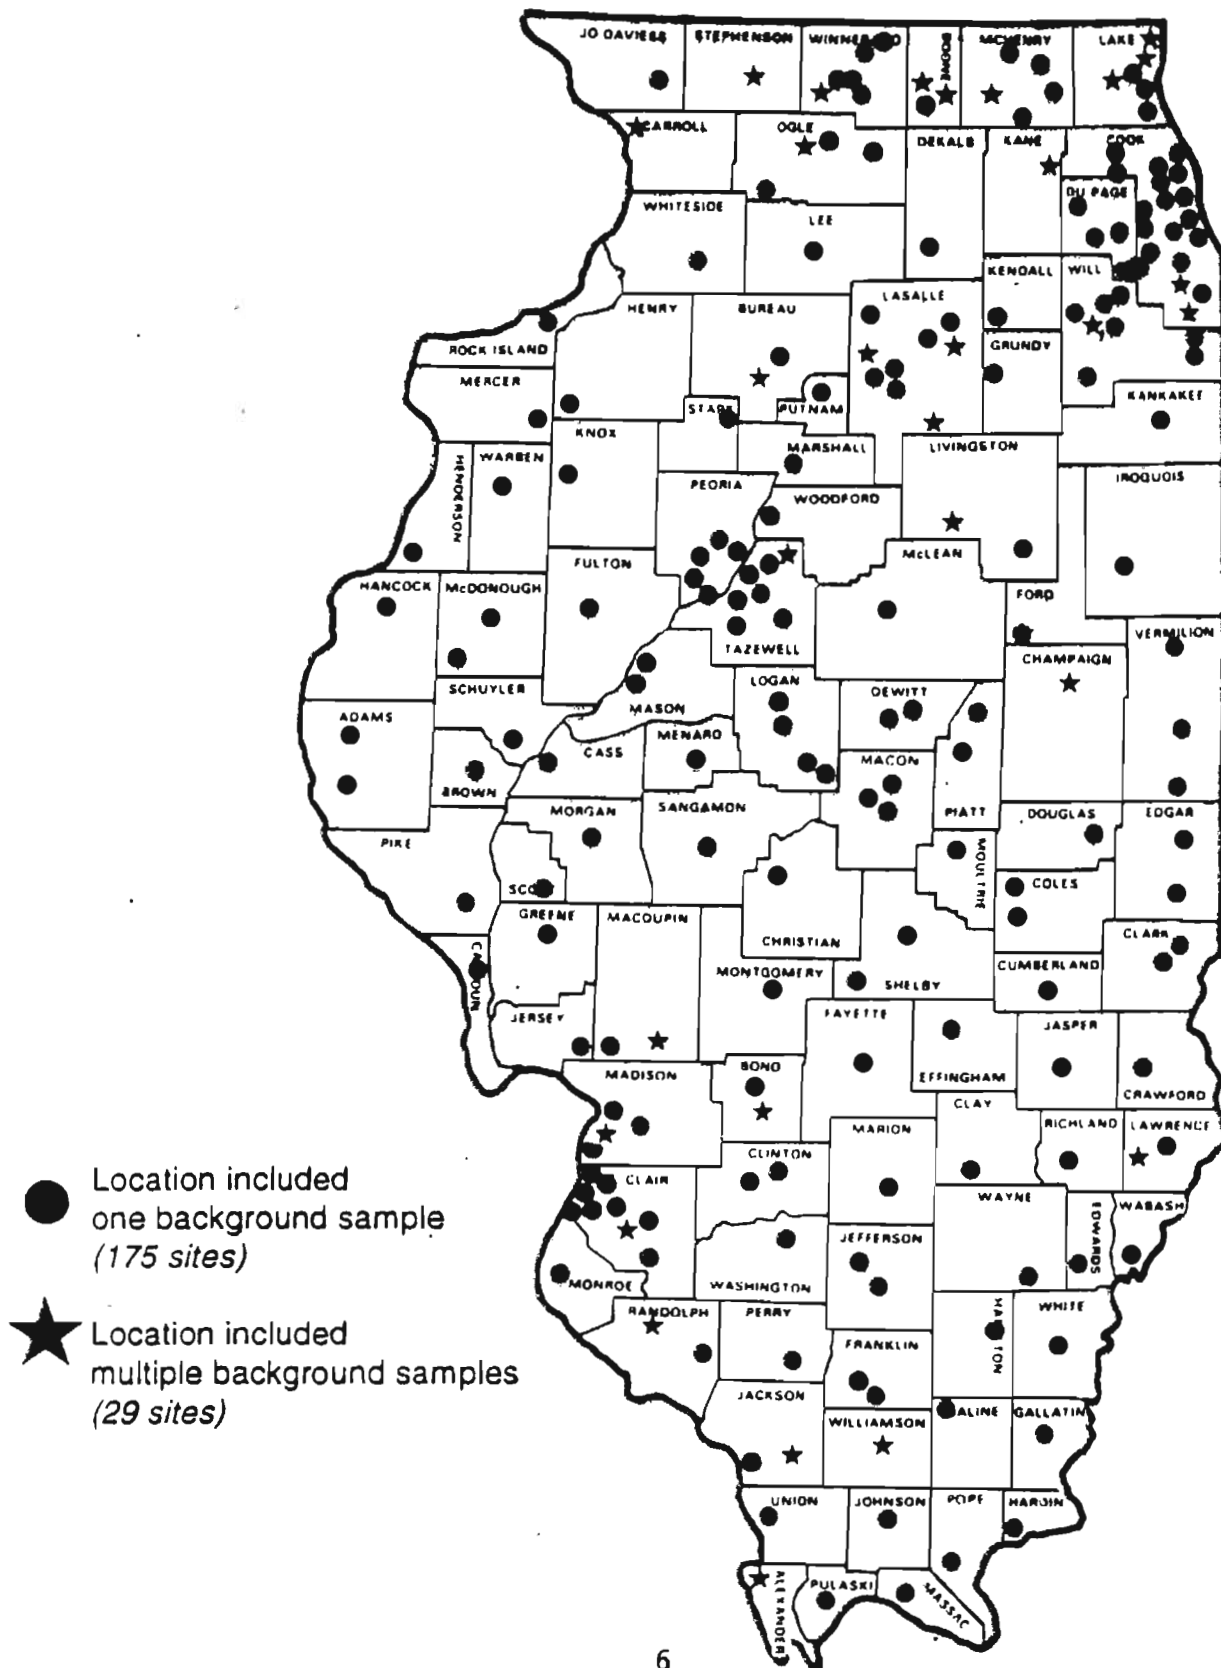 JO DAVIESS STEPHENSON WINNEBAGO BOONE MCHENRY LAKE
CARROLL OGLE DEKALB KANE COOK
DU PAGE
WHITESIDE LEE
KENDALL WILL
HENRY BUREAU LASALLE
ROCK ISLAND GRUNDY
MERCER KANKAKEE
STARK PUTNAM
KNOX MARSHALL LIVINGSTON
HENDERSON WARREN IROQUOIS
PEORIA WOODFORD
FULTON McLEAN
HANCOCK McDONOUGH FORD
TAZEWELL VERMILION
CHAMPAIGN
SCHUYLER LOGAN DEWITT
ADAMS MASON
CASS MENARD MACON
BROWN
MORGAN SANGAMON PIATT DOUGLAS EDGAR
PIKE MOULTRIE
SCOTT COLES
GREENE MACOUPIN
CHRISTIAN CLARK
CALHOUN MONTGOMERY CUMBERLAND
SHELBY
JERSEY FAYETTE JASPER
MADISON BOND EFFINGHAM
CRAWFORD
CLAY
MARION RICHLAND LAWRENCE
CLINTON
CLAIR
WAYNE EDWARDS WABASH
JEFFERSON
MONROE WASHINGTON
RANDOLPH PERRY HAMILTON WHITE
FRANKLIN
JACKSON
WILLIAMSON SALINE GALLATIN
UNION JOHNSON POPE HARDIN
ALEXANDER PULASKI MASSAC
Location included
one background sample
(175 sites)
Location included
multiple background samples
(29 sites)
6